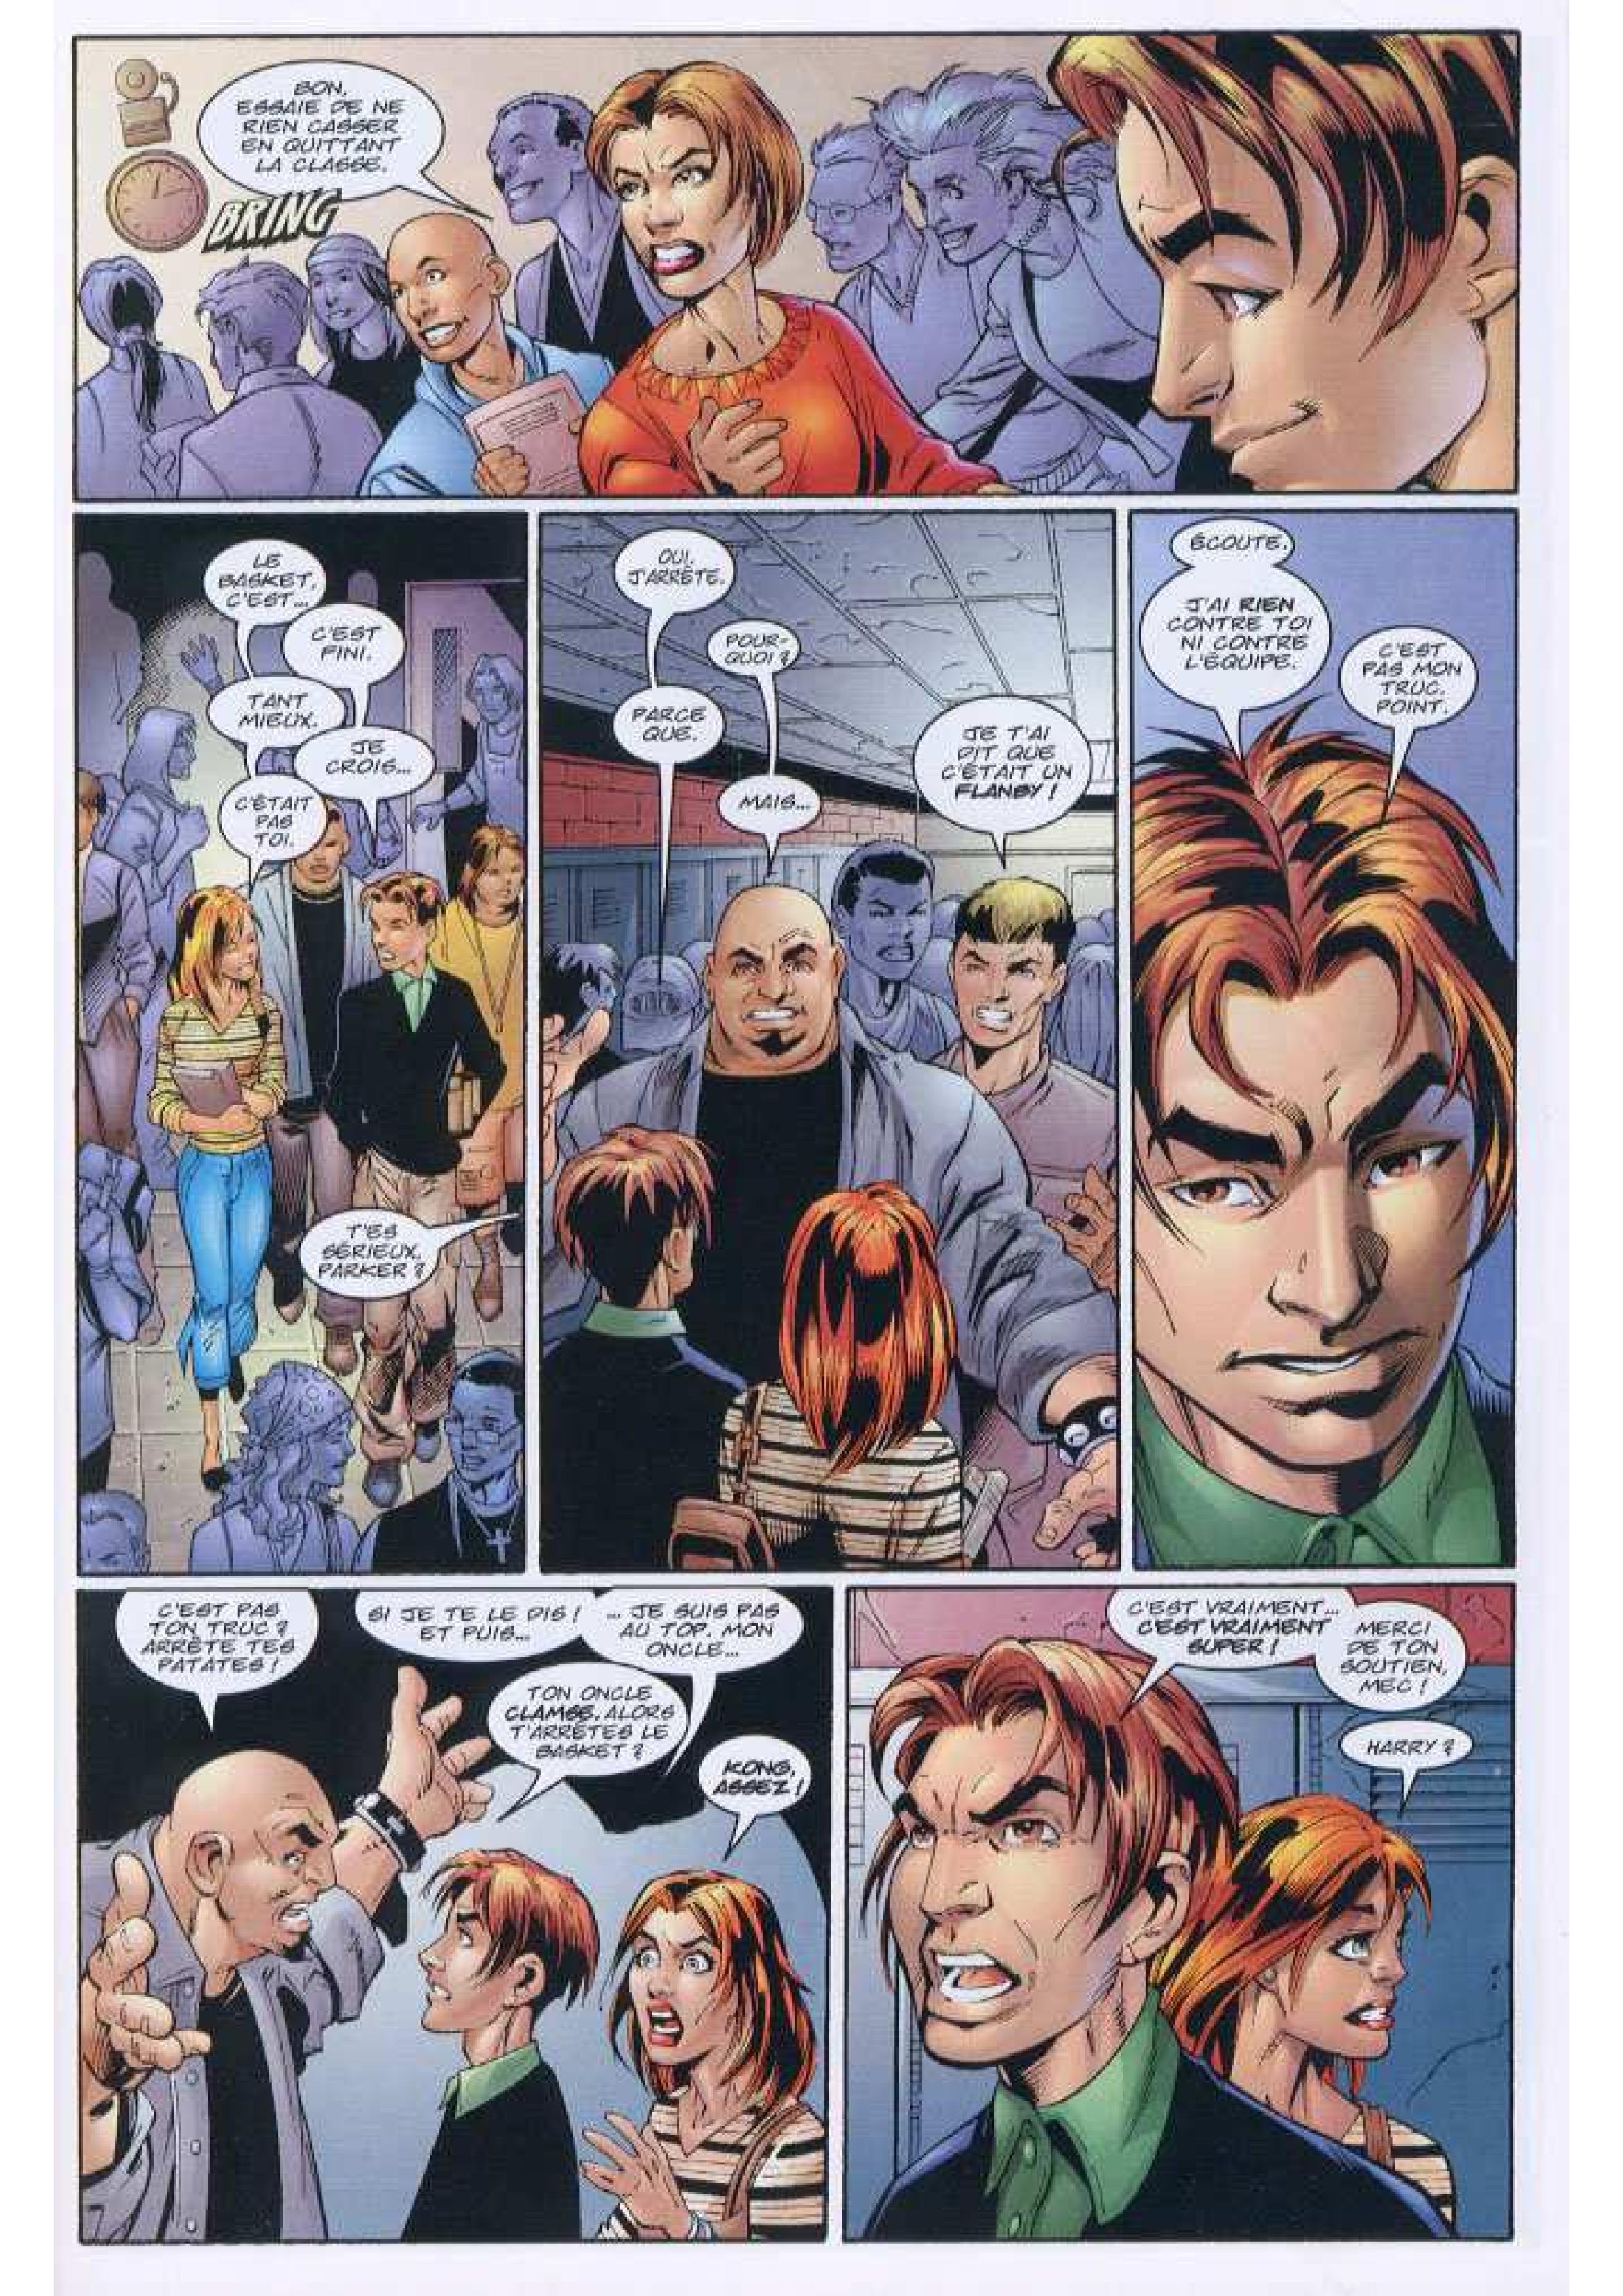 BON,
ESSAIE DE NE
RIEN CASSER
EN QUITTANT
LA CLASSE.
BRING
LE
BASKET,
C'EST...
C'EST
FINI.
TANT
MIEUX.
JE
CROIS...
C'ÉTAIT
PAS
TOI.
T'ES
SÉRIEUX,
PARKER ?
OUI,
J'ARRÊTE.
POUR-
QUOI ?
PARCE
QUE.
MAIS...
JE T'AI
DIT QUE
C'ÉTAIT UN
FLANBY !
ÉCOUTE,
J'AI RIEN
CONTRE TOI
NI CONTRE
L'ÉQUIPE.
C'EST
PAS MON
TRUC.
POINT.
C'EST PAS
TON TRUC ?
ARRÊTE TES
PATATES !
SI JE TE LE DIS !
ET PUIS...
... JE SUIS PAS
AU TOP. MON
ONCLE...
TON ONCLE
CLAMSE, ALORS
T'ARRÊTES LE
BASKET ?
KONG,
ASSEZ !
C'EST VRAIMENT...
C'EST VRAIMENT
SUPER !
MERCI
DE TON
SOUTIEN,
MEC !
HARRY ?